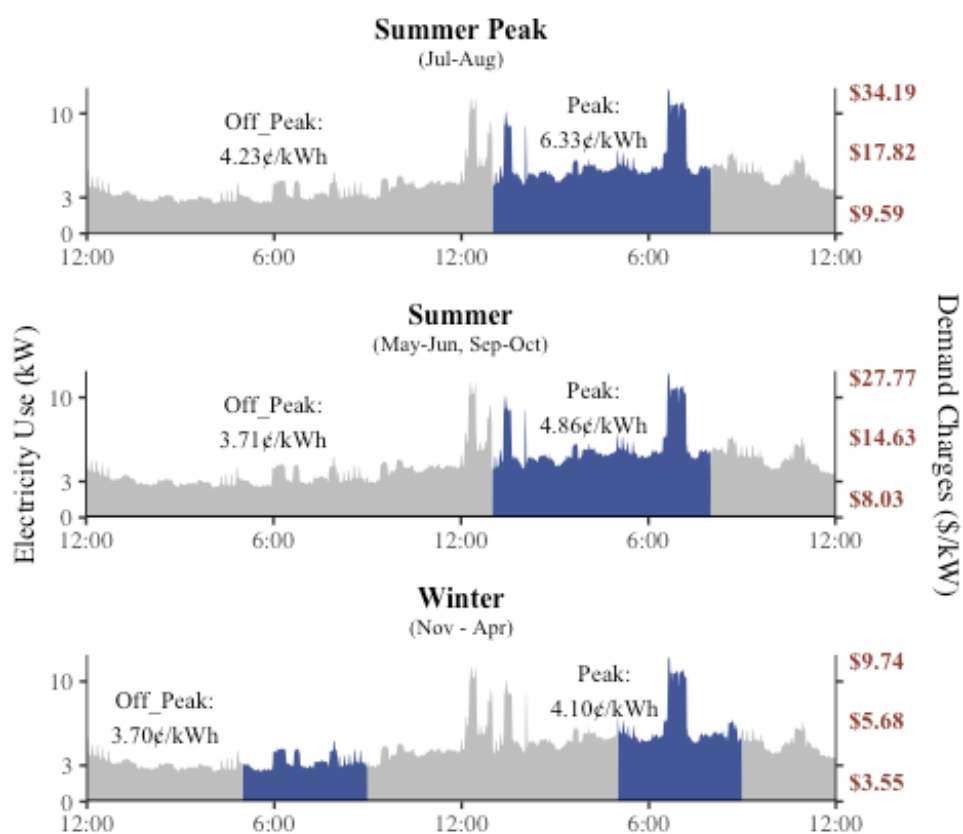 Summer Peak
(Jul-Aug)
Off_Peak:
4.23¢/kWh
Peak:
6.33¢/kWh
10
3
0
$34.19
$17.82
$9.59
12:00
6:00
12:00
6:00
12:00
Electricity Use (kW)
Demand Charges ($/kW)
Summer
(May-Jun, Sep-Oct)
Off_Peak:
3.71¢/kWh
Peak:
4.86¢/kWh
10
3
0
$27.77
$14.63
$8.03
12:00
6:00
12:00
6:00
12:00
Winter
(Nov - Apr)
Off_Peak:
3.70¢/kWh
Peak:
4.10¢/kWh
10
3
0
$9.74
$5.68
$3.55
12:00
6:00
12:00
6:00
12:00